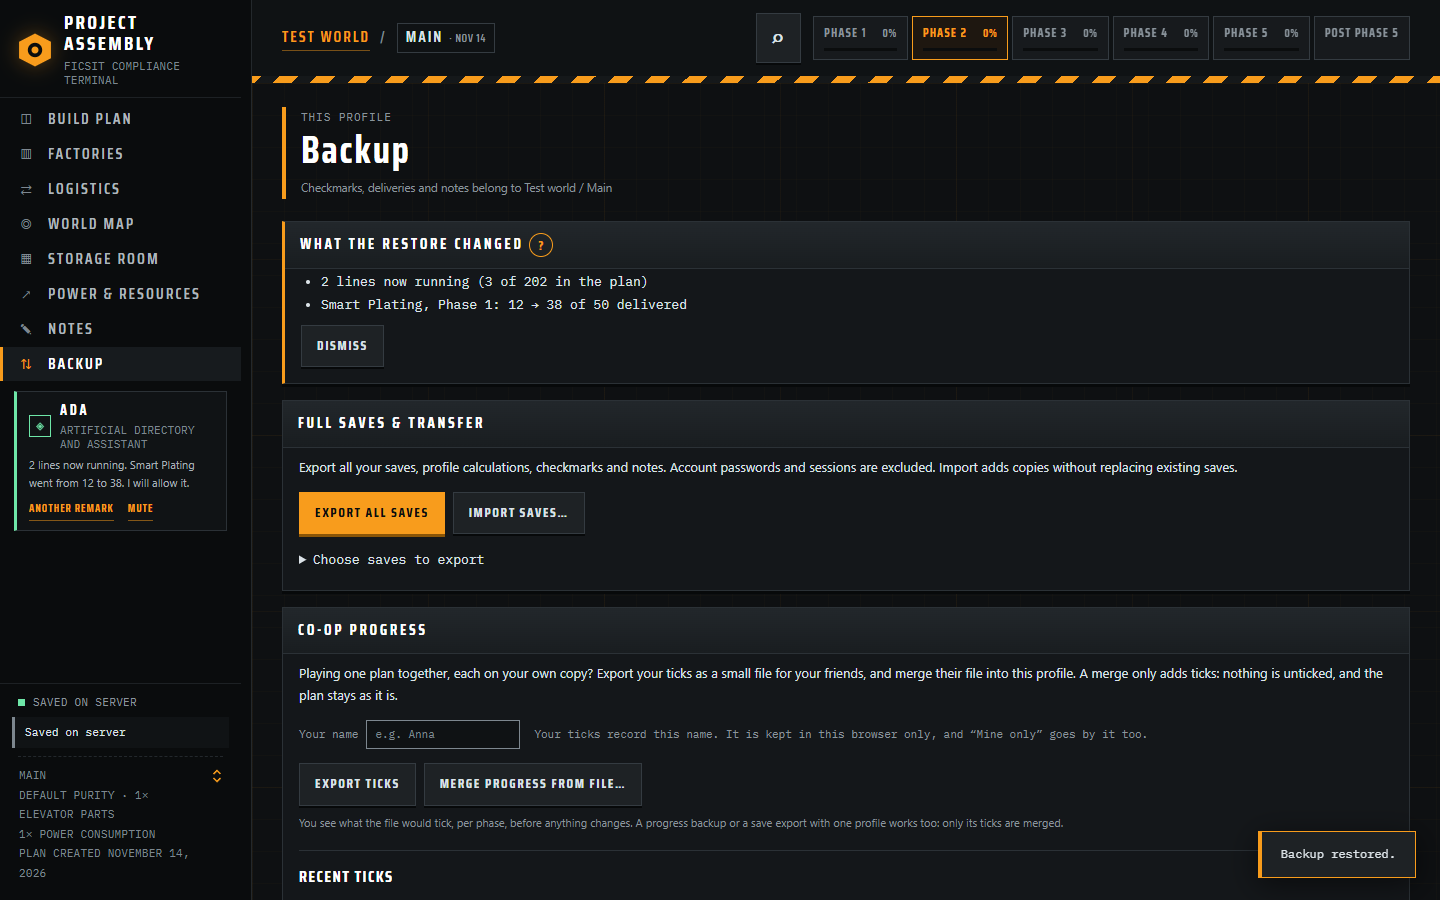 PROJECT ASSEMBLY
FICSIT COMPLIANCE TERMINAL
BUILD PLAN
FACTORIES
LOGISTICS
WORLD MAP
STORAGE ROOM
POWER & RESOURCES
NOTES
BACKUP
ADA
ARTIFICIAL DIRECTORY
AND ASSISTANT
2 lines now running. Smart Plating
went from 12 to 38. I will allow it.
ANOTHER REMARK MUTE
SAVED ON SERVER
Saved on server
MAIN
DEFAULT PURITY · 1×
ELEVATOR PARTS
1× POWER CONSUMPTION
PLAN CREATED NOVEMBER 14,
2026
TEST WORLD / MAIN · NOV 14
PHASE 1 0% PHASE 2 0% PHASE 3 0% PHASE 4 0% PHASE 5 0% POST PHASE 5
THIS PROFILE
Backup
Checkmarks, deliveries and notes belong to Test world / Main
WHAT THE RESTORE CHANGED ?
• 2 lines now running (3 of 202 in the plan)
• Smart Plating, Phase 1: 12 → 38 of 50 delivered
DISMISS
FULL SAVES & TRANSFER
Export all your saves, profile calculations, checkmarks and notes. Account passwords and sessions are excluded. Import adds copies without replacing existing saves.
EXPORT ALL SAVES IMPORT SAVES…
▶ Choose saves to export
CO-OP PROGRESS
Playing one plan together, each on your own copy? Export your ticks as a small file for your friends, and merge their file into this profile. A merge only adds ticks: nothing is unticked, and the
plan stays as it is.
Your name e.g. Anna Your ticks record this name. It is kept in this browser only, and “Mine only” goes by it too.
EXPORT TICKS MERGE PROGRESS FROM FILE…
You see what the file would tick, per phase, before anything changes. A progress backup or a save export with one profile works too: only its ticks are merged.
RECENT TICKS
Backup restored.